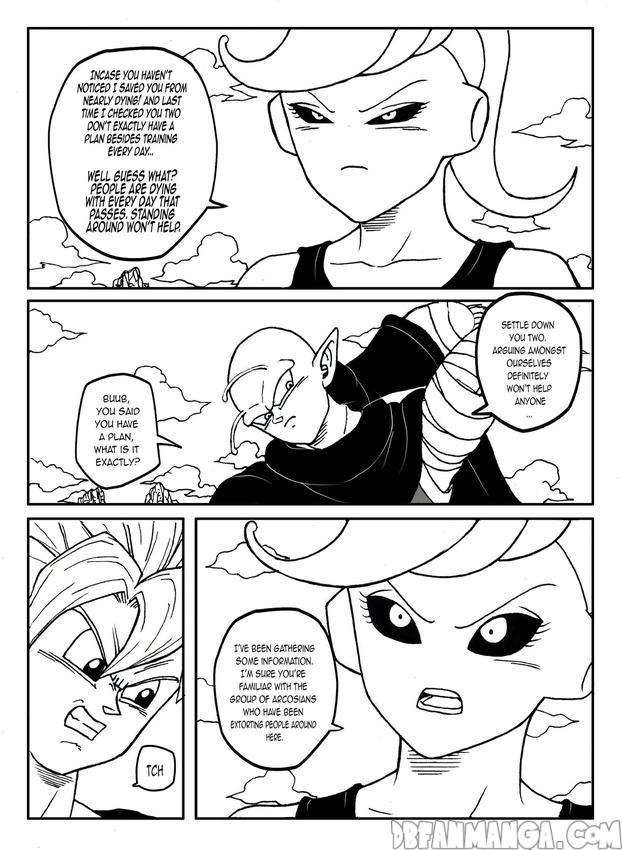 INCASE YOU HAVEN'T
NOTICED I SAVED YOU FROM
NEARLY DYING! AND LAST
TIME I CHECKED YOU TWO
DON'T EXACTLY HAVE A
PLAN BESIDES TRAINING
EVERY DAY...
WELL GUESS WHAT?
PEOPLE ARE DYING
WITH EVERY DAY THAT
PASSES. STANDING
AROUND WON'T HELP.
SETTLE DOWN
YOU TWO.
ARGUING AMONGST
OURSELVES
DEFINITELY
WON'T HELP
ANYONE
...
BUUB,
YOU SAID
YOU HAVE
A PLAN,
WHAT IS IT
EXACTLY?
TCH
I'VE BEEN GATHERING
SOME INFORMATION.
I'M SURE YOU'RE
FAMILIAR WITH THE
GROUP OF ARCOSIANS
WHO HAVE BEEN
EXTORTING PEOPLE AROUND
HERE.
DBFANMANGA.COM